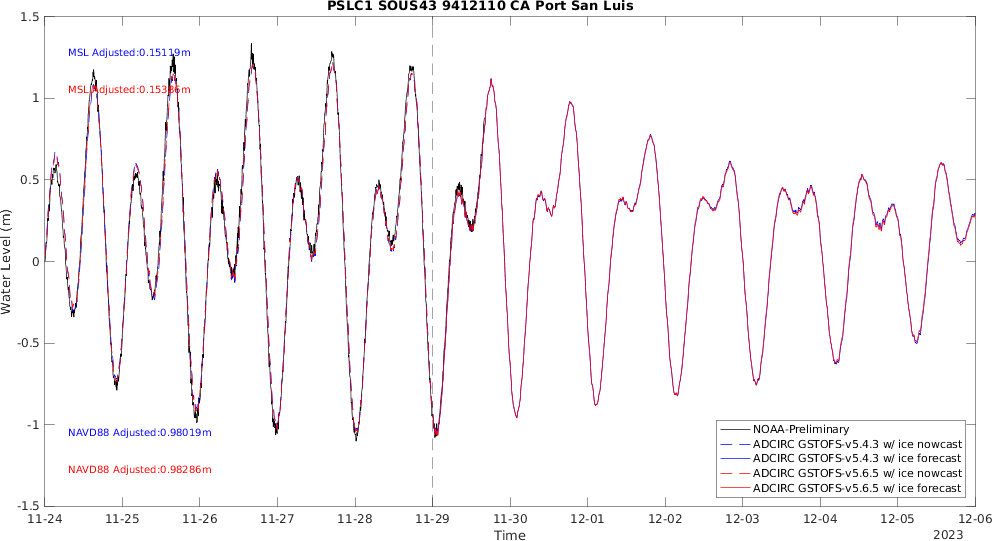 PSLC1 SOUS43 9412110 CA Port San Luis
1.5
1
0.5
0
-0.5
-1
-1.5
Water Level (m)
MSL Adjusted:0.15119m
MSL Adjusted:0.15386m
NAVD88 Adjusted:0.98019m
NAVD88 Adjusted:0.98286m
NOAA-Preliminary
ADCIRC GSTOFS-v5.4.3 w/ ice nowcast
ADCIRC GSTOFS-v5.4.3 w/ ice forecast
ADCIRC GSTOFS-v5.6.5 w/ ice nowcast
ADCIRC GSTOFS-v5.6.5 w/ ice forecast
11-24 11-25 11-26 11-27 11-28 11-29 11-30 12-01 12-02 12-03 12-04 12-05 12-06
Time
2023